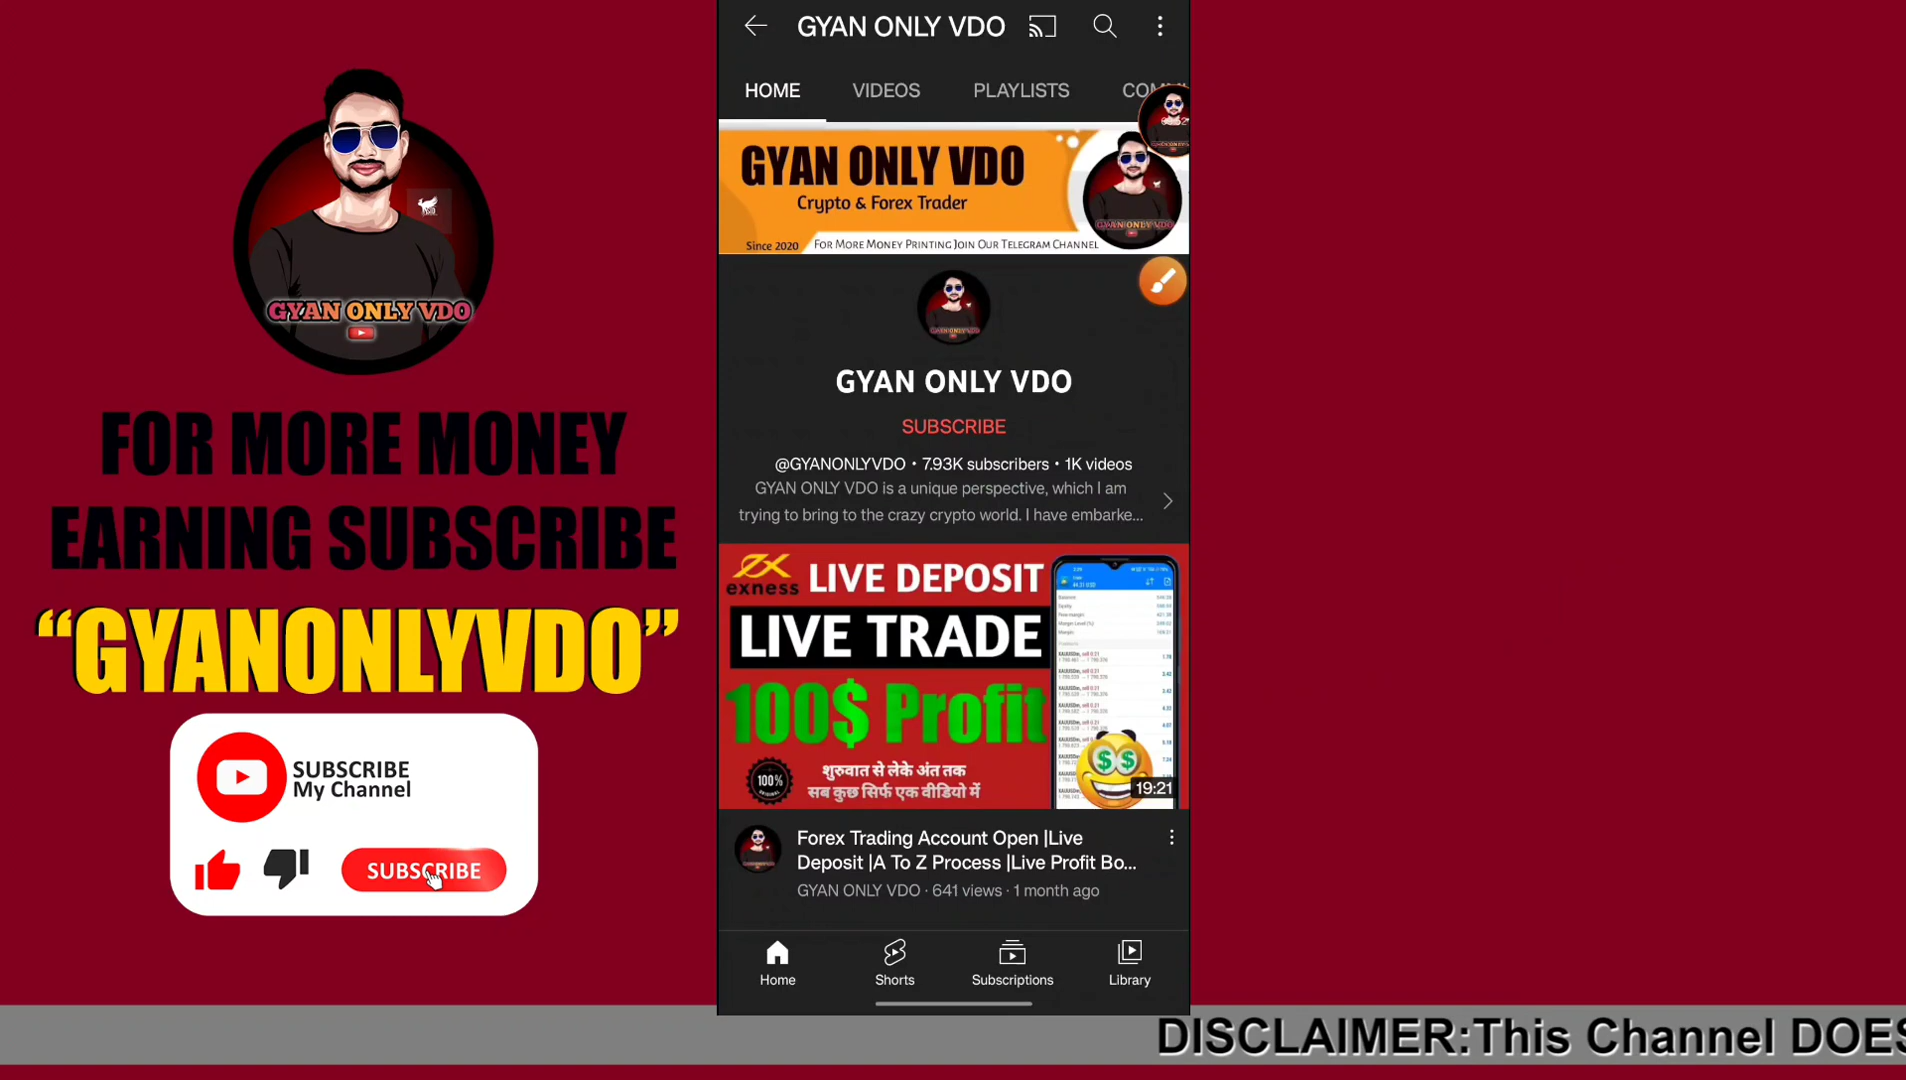 GYAN ONLY VDO
FOR MORE MONEY
EARNING SUBSCRIBE
“GYANONLYVDO”
SUBSCRIBE
My Channel
SUBSCRIBE
GYAN ONLY VDO
HOME VIDEOS PLAYLISTS
GYAN ONLY VDO
Crypto & Forex Trader
Since 2020 FOR MORE MONEY PRINTING JOIN OUR TELEGRAM CHANNEL
GYAN ONLY VDO
SUBSCRIBE
@GYANONLYVDO • 7.93K subscribers • 1K videos
GYAN ONLY VDO is a unique perspective, which I am
trying to bring to the crazy crypto world. I have embarke...
exness LIVE DEPOSIT
LIVE TRADE
100$ Profit
100%
शुरुवात से लेके अंत तक
सब कुछ सिर्फ एक वीडियो में
19:21
Forex Trading Account Open |Live
Deposit |A To Z Process |Live Profit Bo...
GYAN ONLY VDO · 641 views · 1 month ago
Home Shorts Subscriptions Library
DISCLAIMER:This Channel DOES